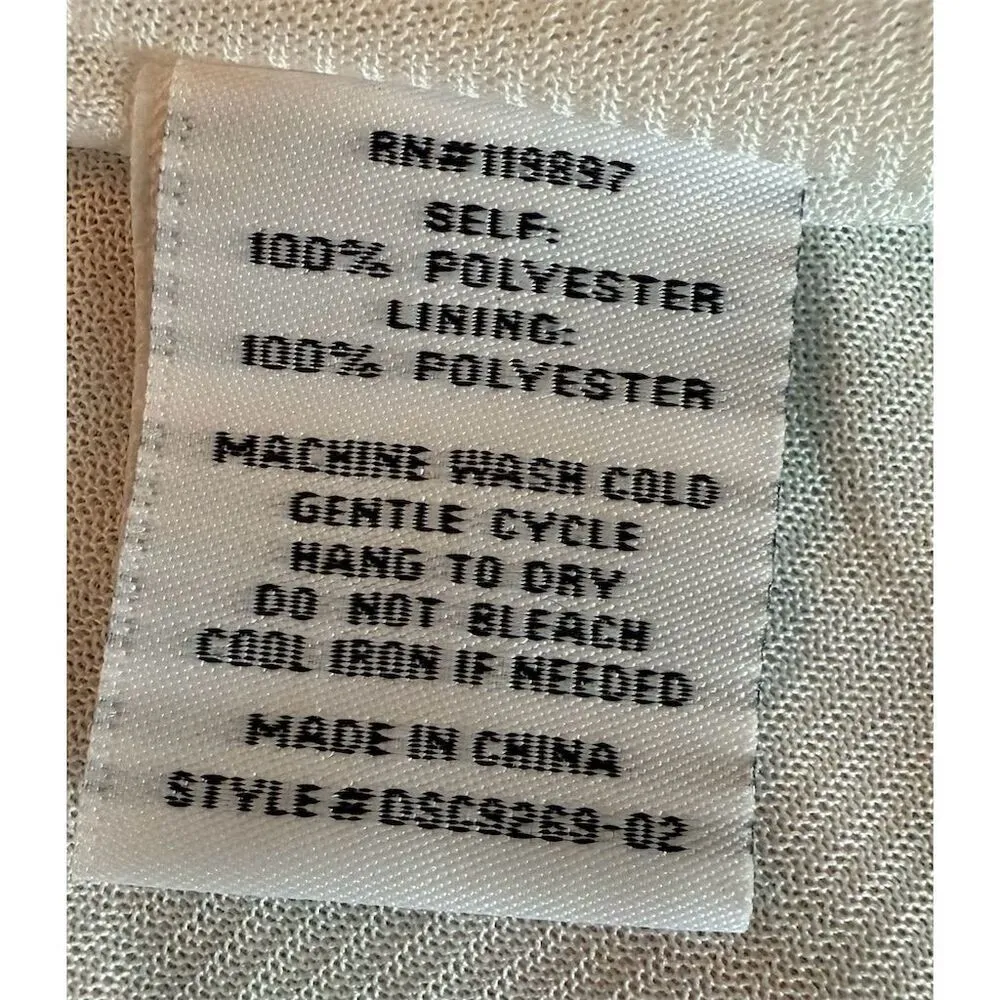 RN#119897
SELF:
100% POLYESTER
LINING:
100% POLYESTER
MACHINE WASH COLD
GENTLE CYCLE
HANG TO DRY
DO NOT BLEACH
COOL IRON IF NEEDED
MADE IN CHINA
STYLE#DSC9269-02